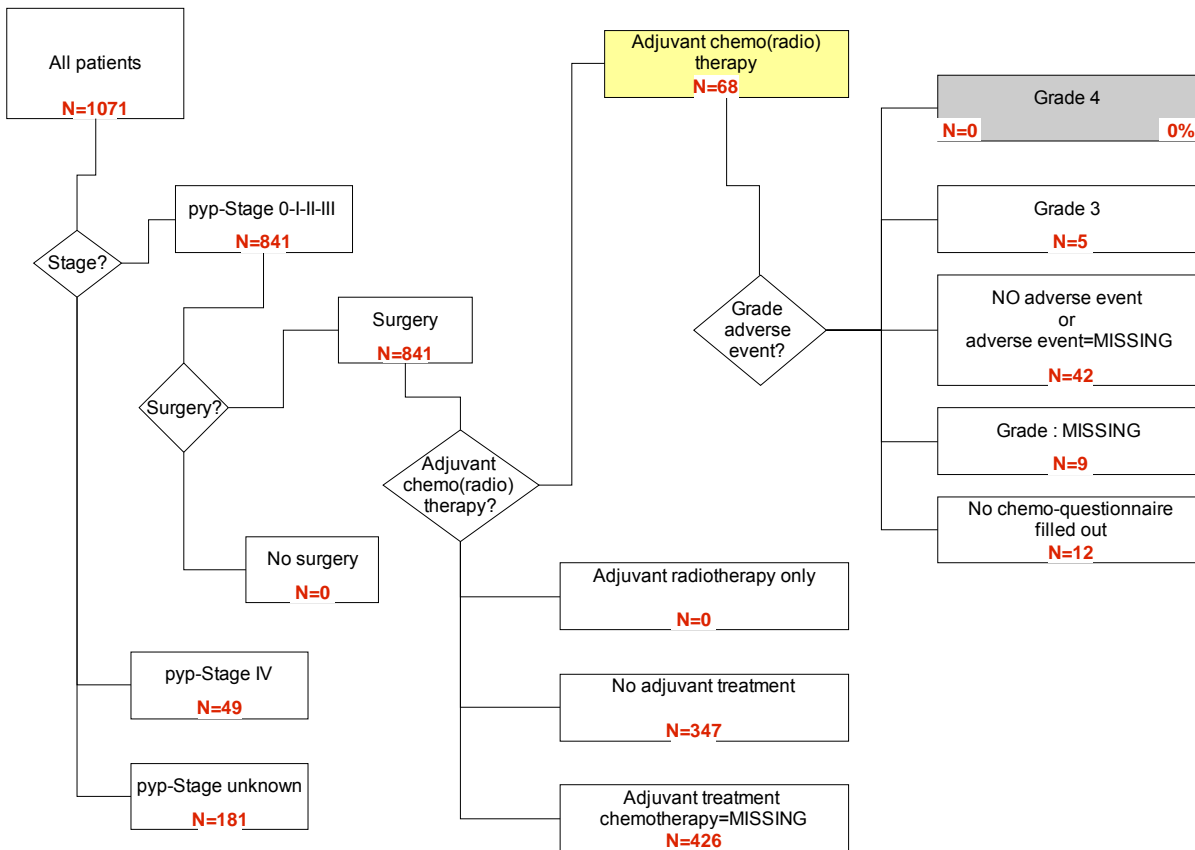 All patients
N=1071
Stage?
pyp-Stage 0-I-II-III
N=841
Surgery?
Surgery
N=841
No surgery
N=0
pyp-Stage IV
N=49
pyp-Stage unknown
N=181
Adjuvant
chemo(radio)
therapy?
Adjuvant chemo(radio)
therapy
N=68
Adjuvant radiotherapy only
N=0
No adjuvant treatment
N=347
Adjuvant treatment
chemotherapy=MISSING
N=426
Grade
adverse
event?
Grade 4
N=0 0%
Grade 3
N=5
NO adverse event
or
adverse event=MISSING
N=42
Grade : MISSING
N=9
No chemo-questionnaire
filled out
N=12